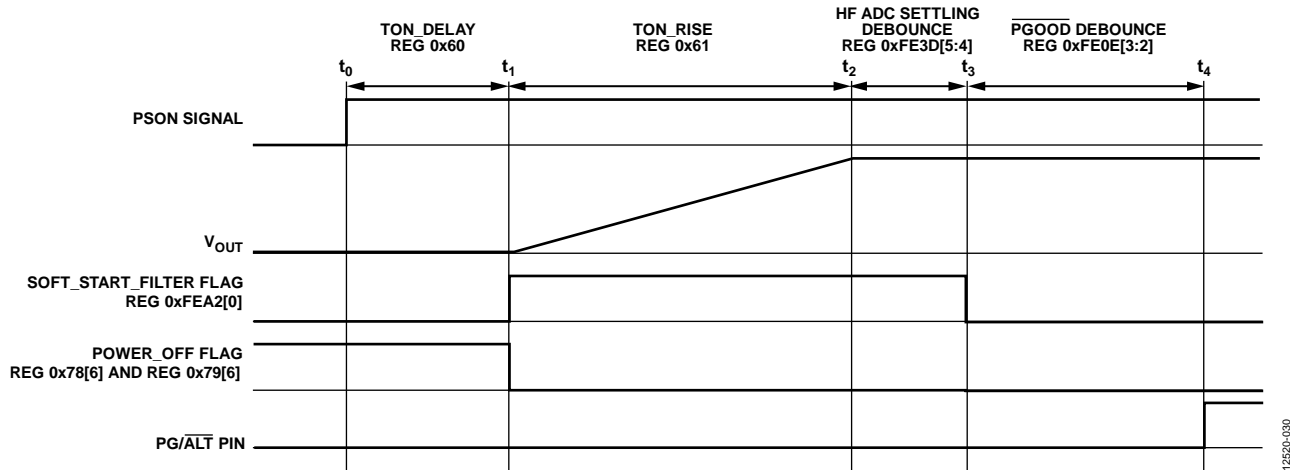 TON_DELAY
REG 0x60
TON_RISE
REG 0x61
HF ADC SETTLING
DEBOUNCE
REG 0xFE3D[5:4]
PGOOD DEBOUNCE
REG 0xFE0E[3:2]
t0
t1
t2
t3
t4
PSON SIGNAL
VOUT
SOFT_START_FILTER FLAG
REG 0xFEA2[0]
POWER_OFF FLAG
REG 0x78[6] AND REG 0x79[6]
PG/ALT PIN
12520-030